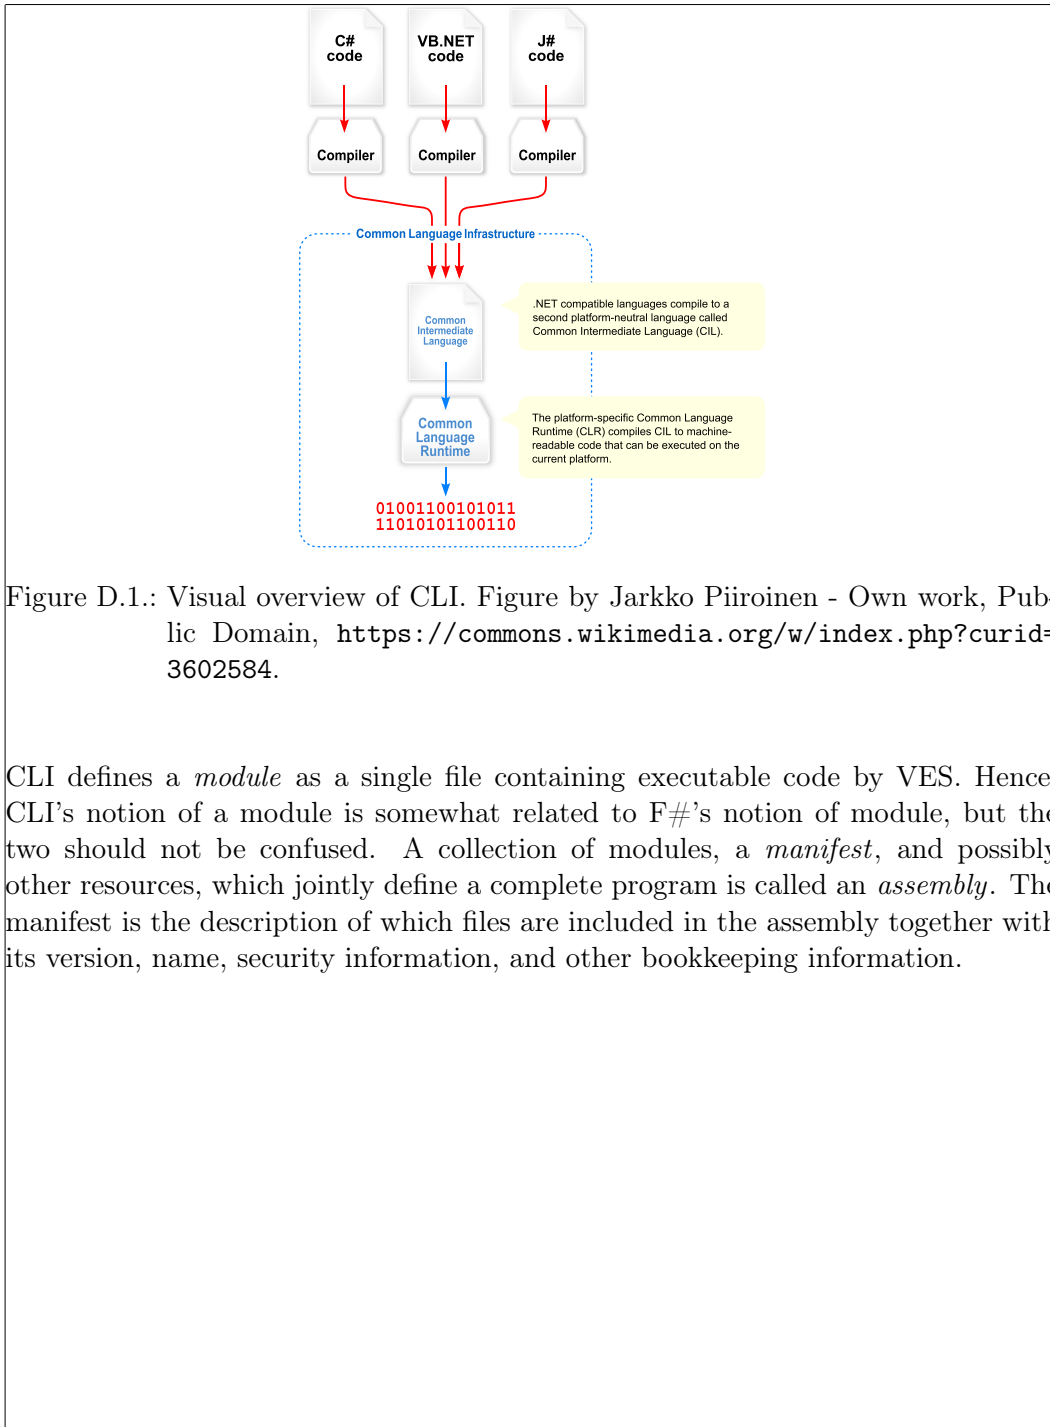 C#
code
VB.NET
code
J#
code
Compiler
Compiler
Compiler
Common Language Infrastructure
Common
Intermediate
Language
.NET compatible languages compile to a
second platform-neutral language called
Common Intermediate Language (CIL).
Common
Language
Runtime
The platform-specific Common Language
Runtime (CLR) compiles CIL to machine-
readable code that can be executed on the
current platform.
01001100101011
11010101100110
Figure D.1.: Visual overview of CLI. Figure by Jarkko Piiroinen - Own work, Pub-
lic Domain, https://commons.wikimedia.org/w/index.php?curid=
3602584.
CLI defines a module as a single file containing executable code by VES. Hence
CLI's notion of a module is somewhat related to F#'s notion of module, but the
two should not be confused. A collection of modules, a manifest, and possibly
other resources, which jointly define a complete program is called an assembly. The
manifest is the description of which files are included in the assembly together with
its version, name, security information, and other bookkeeping information.